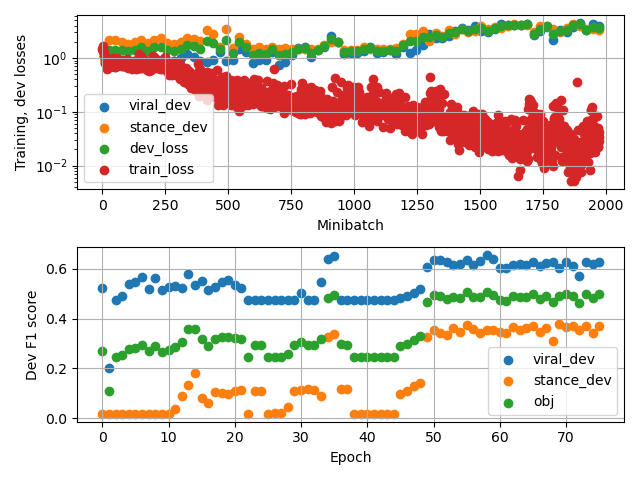 Training, dev losses
10⁰
10⁻¹
10⁻²
viral_dev
stance_dev
dev_loss
train_loss
0 250 500 750 1000 1250 1500 1750 2000
Minibatch
Dev F1 score
0.6
0.4
0.2
0.0
viral_dev
stance_dev
obj
0 10 20 30 40 50 60 70
Epoch